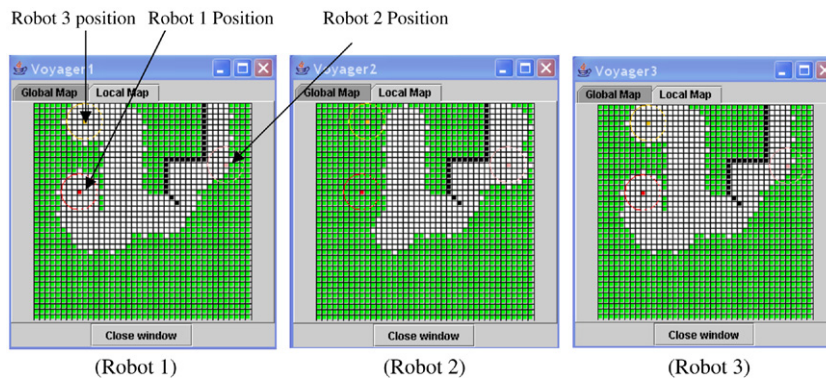 Robot 3 position Robot 1 Position Robot 2 Position
Voyager1
Global Map Local Map
Close window
(Robot 1)
Voyager2
Global Map Local Map
Close window
(Robot 2)
Voyager3
Global Map Local Map
Close window
(Robot 3)